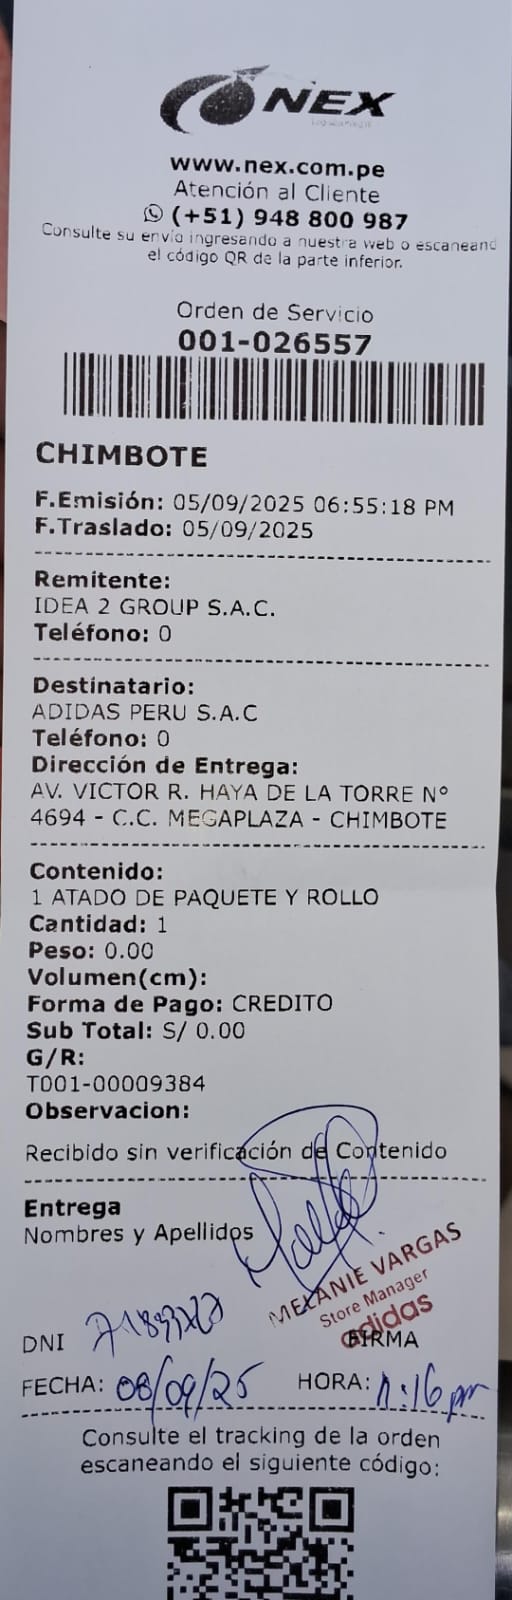 NEX
www.nex.com.pe
Atención al Cliente
(+51) 948 800 987
Consulte su envío ingresando a nuestra web o escaneand
el código QR de la parte inferior.
Orden de Servicio
001-026557
CHIMBOTE
F.Emisión: 05/09/2025 06:55:18 PM
F.Traslado: 05/09/2025
Remitente:
IDEA 2 GROUP S.A.C.
Teléfono: 0
Destinatario:
ADIDAS PERU S.A.C
Teléfono: 0
Dirección de Entrega:
AV. VICTOR R. HAYA DE LA TORRE N°
4694 - C.C. MEGAPLAZA - CHIMBOTE
Contenido:
1 ATADO DE PAQUETE Y ROLLO
Cantidad: 1
Peso: 0.00
Volumen(cm):
Forma de Pago: CREDITO
Sub Total: S/ 0.00
G/R:
T001-00009384
Observacion:
Recibido sin verificación de Contenido
Entrega
Nombres y Apellidos
MELANIE VARGAS
Store Manager
adidas
DNI
FIRMA
FECHA: 08/09/25 HORA:
Consulte el tracking de la orden
escaneando el siguiente código: